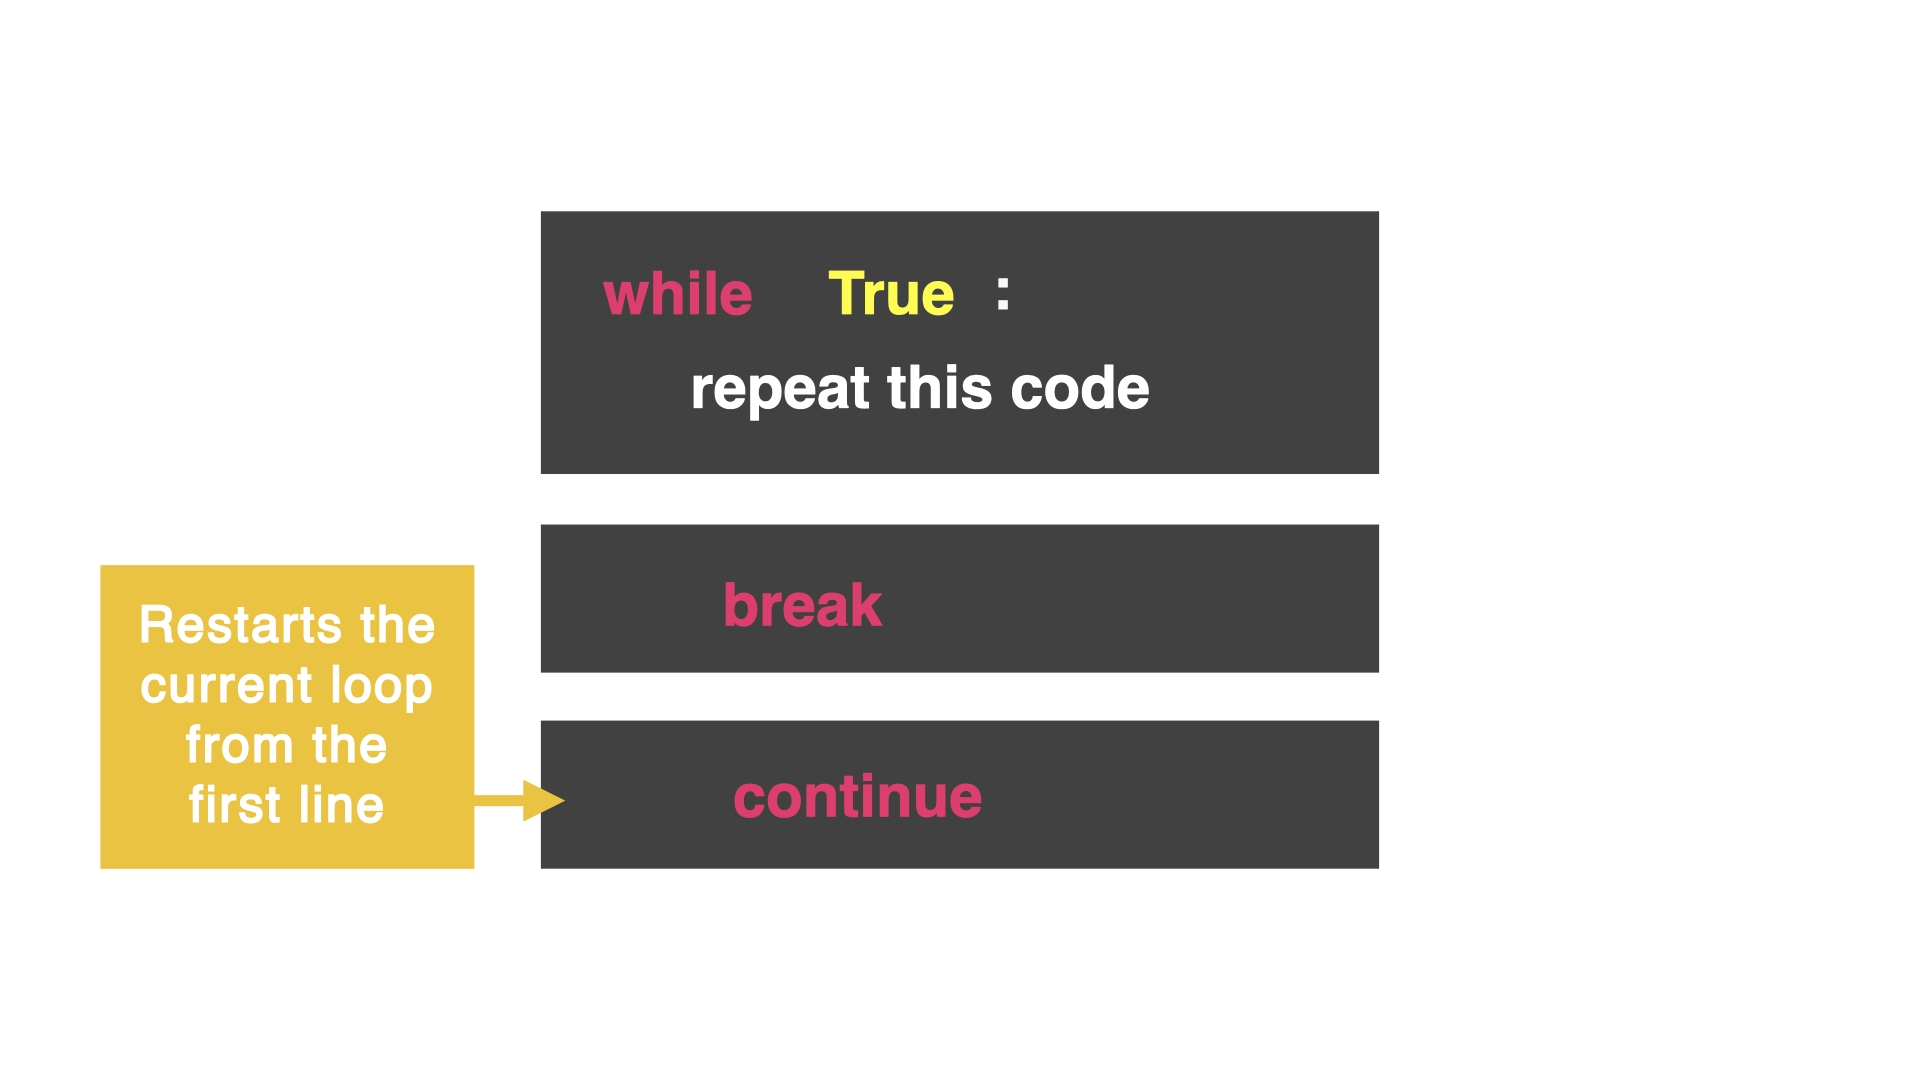 while True :
repeat this code
break
Restarts the
current loop
from the
first line
continue